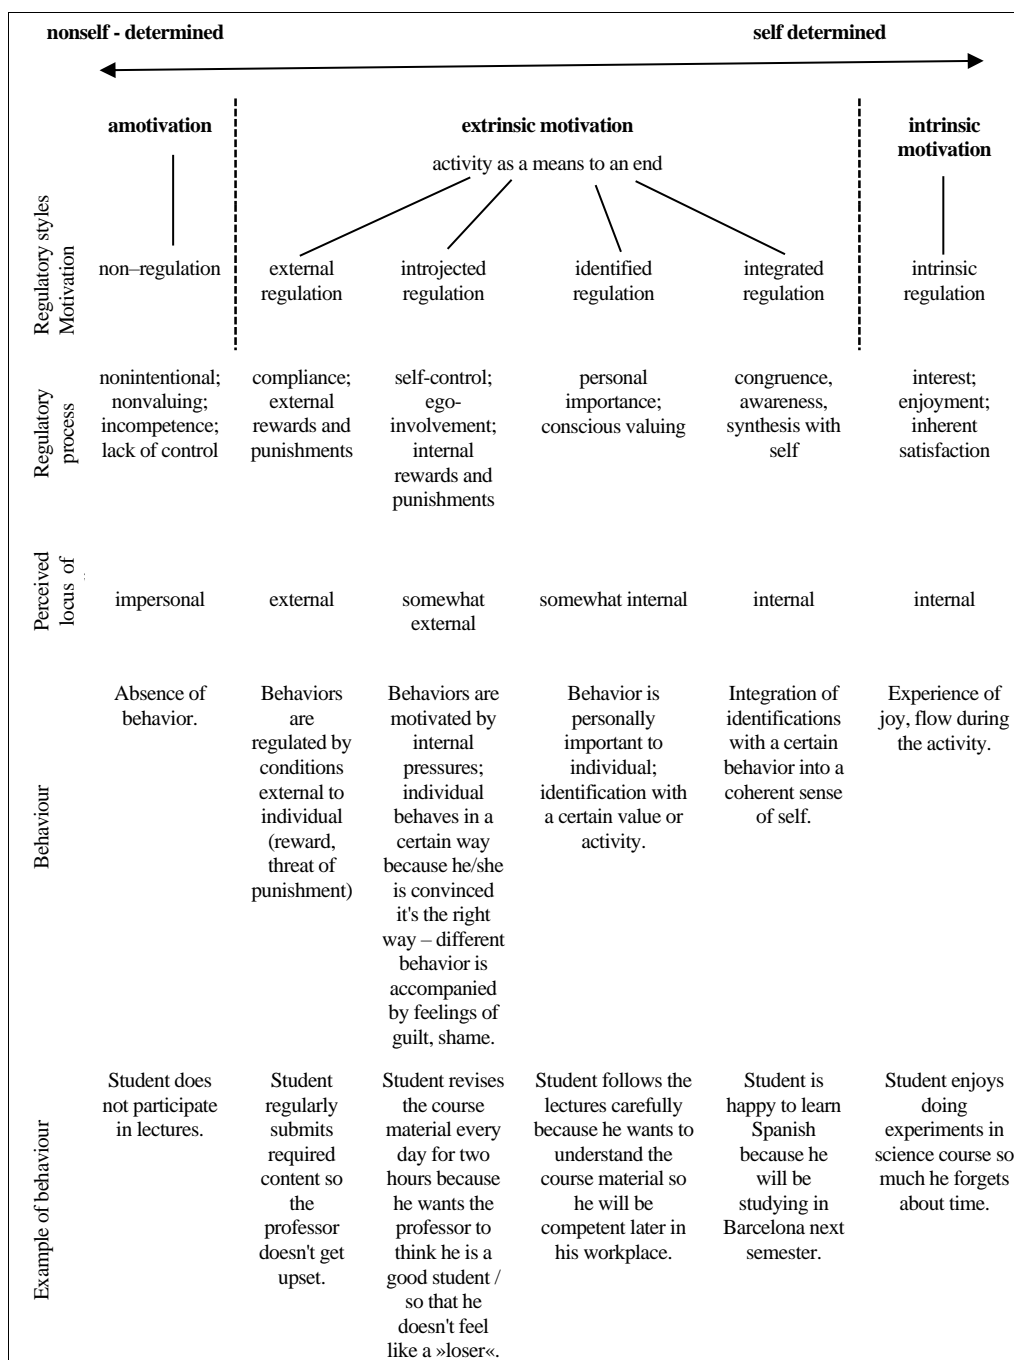 nonself - determined
self determined
amotivation
extrinsic motivation
intrinsic
motivation
activity as a means to an end
Regulatory styles
Motivation
non–regulation
external
regulation
introjected
regulation
identified
regulation
integrated
regulation
intrinsic
regulation
Regulatory
process
nonintentional;
nonvaluing;
incompetence;
lack of control
compliance;
external
rewards and
punishments
self-control;
ego-
involvement;
internal
rewards and
punishments
personal
importance;
conscious valuing
congruence,
awareness,
synthesis with
self
interest;
enjoyment;
inherent
satisfaction
Perceived
locus of
impersonal
external
somewhat
external
somewhat internal
internal
internal
Behaviour
Absence of
behavior.
Behaviors
are
regulated by
conditions
external to
individual
(reward,
threat of
punishment)
Behaviors are
motivated by
internal
pressures;
individual
behaves in a
certain way
because he/she
is convinced
it's the right
way – different
behavior is
accompanied
by feelings of
guilt, shame.
Behavior is
personally
important to
individual;
identification with
a certain value or
activity.
Integration of
identifications
with a certain
behavior into a
coherent sense
of self.
Experience of
joy, flow during
the activity.
Example of behaviour
Student does
not participate
in lectures.
Student
regularly
submits
required
content so
the
professor
doesn't get
upset.
Student revises
the course
material every
day for two
hours because
he wants the
professor to
think he is a
good student /
so that he
doesn't feel
like a »loser«.
Student follows the
lectures carefully
because he wants to
understand the
course material so
he will be
competent later in
his workplace.
Student is
happy to learn
Spanish
because he
will be
studying in
Barcelona next
semester.
Student enjoys
doing
experiments in
science course so
much he forgets
about time.